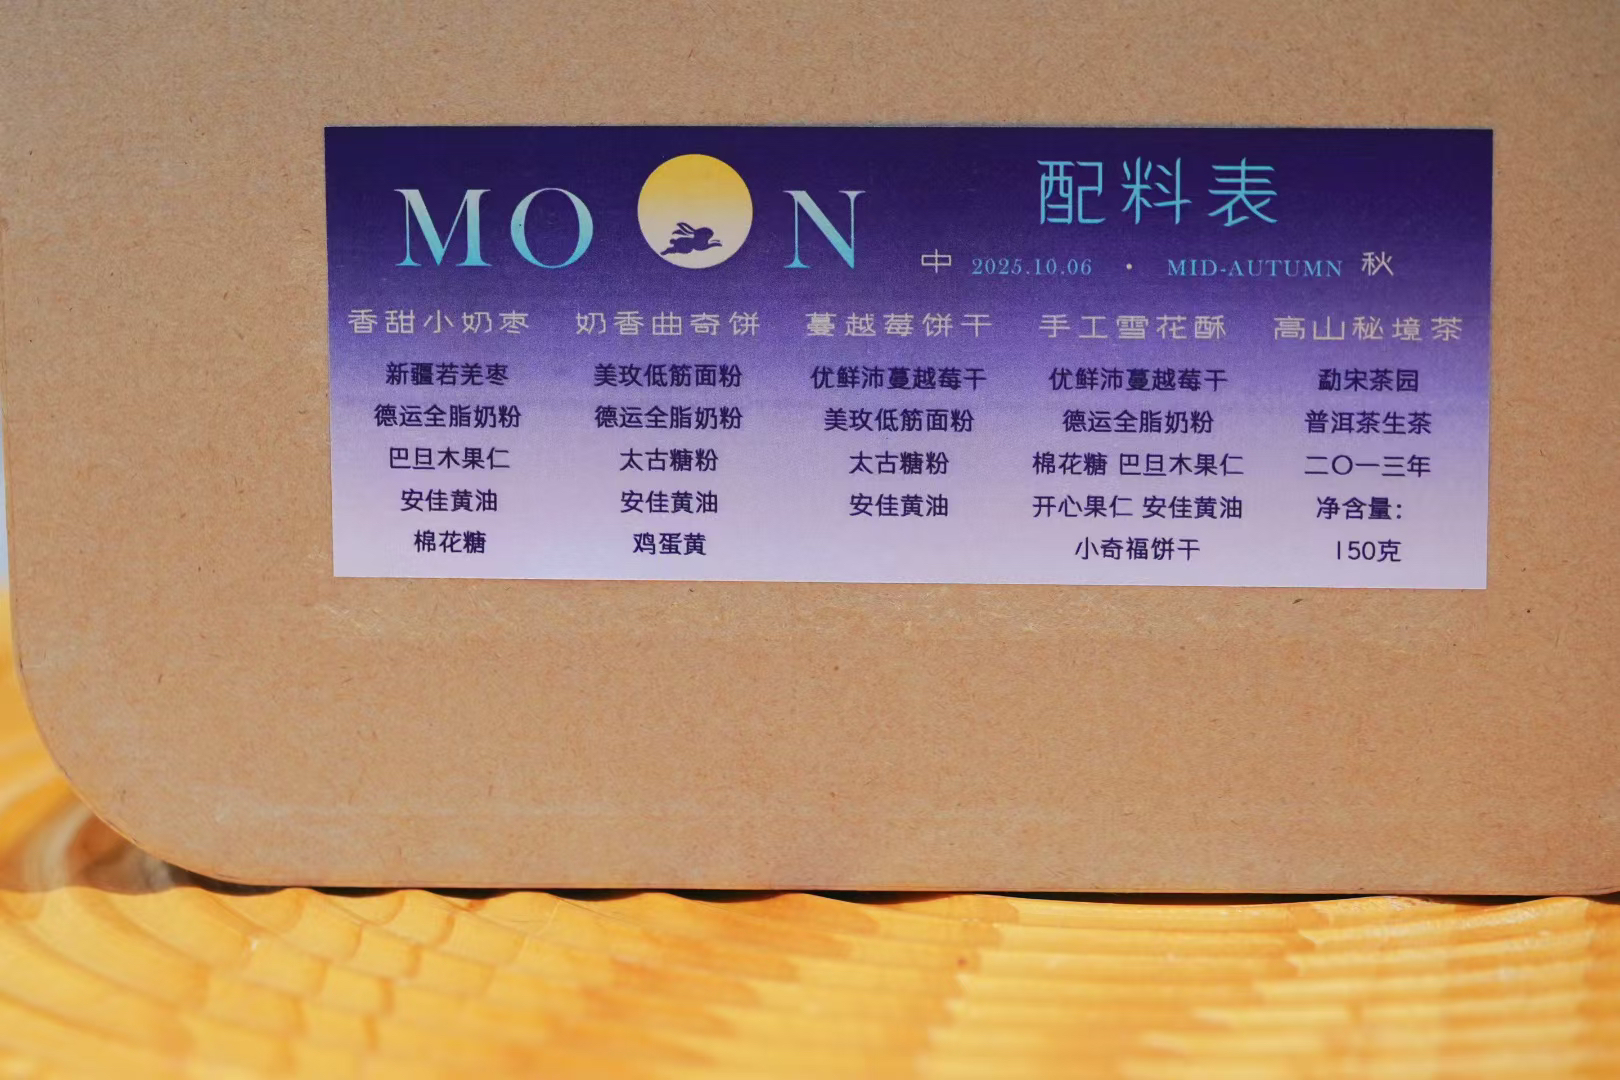 MOON
配料表
中 2025.10.06 · MID-AUTUMN 秋
香甜小奶枣
新疆若羌枣
德运全脂奶粉
巴旦木果仁
安佳黄油
棉花糖
奶香曲奇饼
美玫低筋面粉
德运全脂奶粉
太古糖粉
安佳黄油
鸡蛋黄
蔓越莓饼干
优鲜沛蔓越莓干
美玫低筋面粉
太古糖粉
安佳黄油
手工雪花酥
优鲜沛蔓越莓干
德运全脂奶粉
棉花糖 巴旦木果仁
开心果仁 安佳黄油
小奇福饼干
高山秘境茶
勐宋茶园
普洱茶生茶
二〇一三年
净含量：
150克